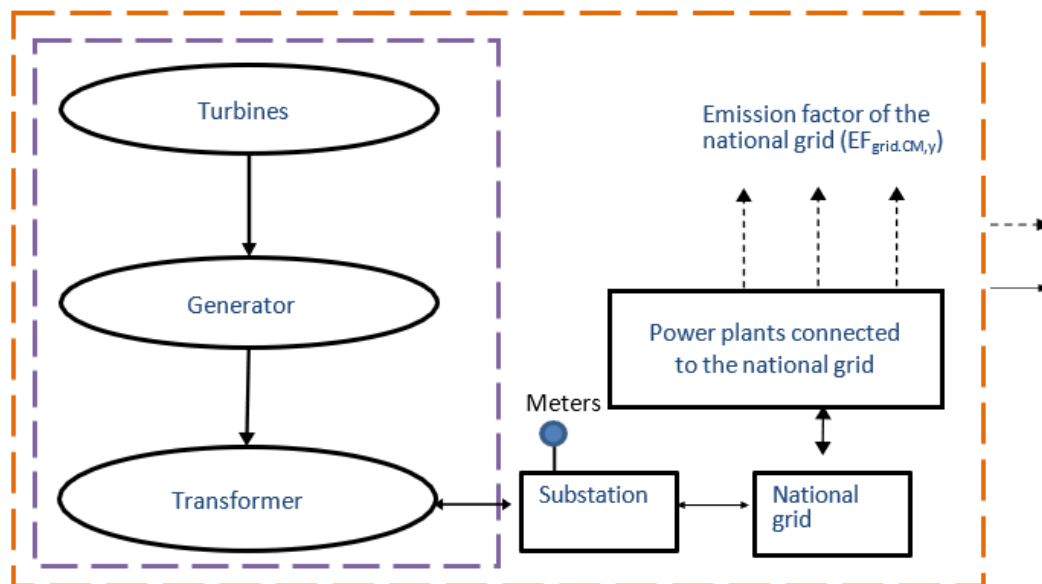 Turbines
Emission factor of the
national grid (EFgrid.CM,y)
Generator
Power plants connected
to the national grid
Meters
Transformer
Substation
National
grid